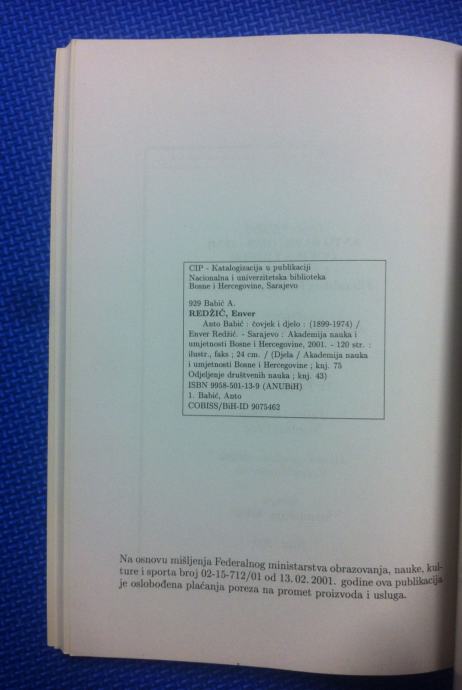 CIP - Katalogizacija u publikaciji
Nacionalna i univerzitetska biblioteka
Bosne i Hercegovine, Sarajevo
929 Babić A.
REDŽIĆ, Enver
Anto Babić : čovjek i djelo : (1899-1974) /
Enver Redžić. - Sarajevo : Akademija nauka i
umjetnosti Bosne i Hercegovine, 2001. - 120 str. :
ilustr., faks ; 24 cm. / (Djela / Akademija nauka
i umjetnosti Bosne i Hercegovine ; knj. 75
Odjeljenje društvenih nauka ; knj. 43)
ISBN 9958-501-13-9 (ANUBiH)
1. Babić, Anto
COBISS/BiH-ID 9075462
Na osnovu mišljenja Federalnog ministarstva obrazovanja, nauke, kul-
ture i sporta broj 02-15-712/01 od 13. 02. 2001. godine ova publikacija
je oslobođena plaćanja poreza na promet proizvoda i usluga.